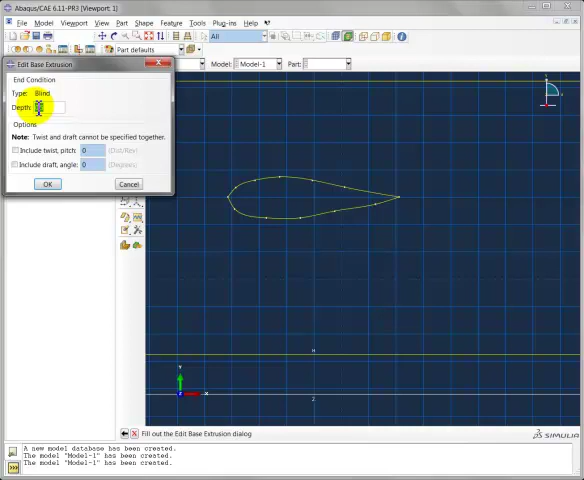 Abaqus/CAE 6.11-PR3 [Viewport: 1]
File Model Viewport View Part Shape Feature Tools Plug-ins Help
All
Part defaults
Model: Model-1 Part:
Edit Base Extrusion
End Condition
Type: Blind
Depth:
Options
Note: Twist and draft cannot be specified together.
Include twist, pitch: 0 (Dist/Rev)
Include draft, angle: 0 (Degrees)
OK Cancel
H
Y
Z X
Fill out the Edit Base Extrusion dialog
SIMULIA
A new model database has been created.
The model "Model-1" has been created.
The model "Model-1" has been created.